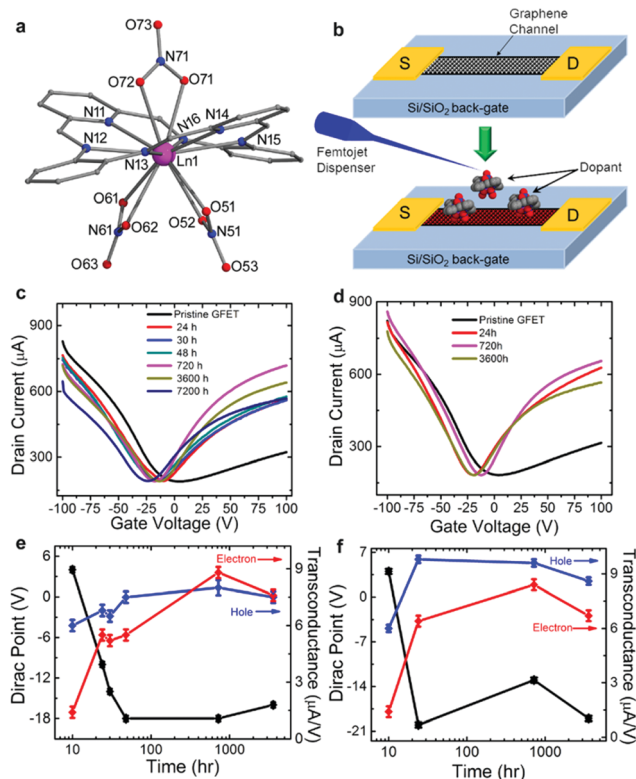 a
O73
N71
O72
O71
N11
N16
N14
N12
N13
Ln1
N15
O61
O62
O52
O51
N61
N51
O63
O53
b
Graphene
Channel
S
D
Si/SiO2 back-gate
Femtojet
Dispenser
Dopant
S
D
Si/SiO2 back-gate
c
Drain Current (μA)
900
600
300
Pristine GFET
24 h
30 h
48 h
720 h
3600 h
7200 h
-100 -75 -50 -25 0 25 50 75 100
Gate Voltage (V)
d
Drain Current (μA)
900
600
300
Pristine GFET
24h
720h
3600h
-100 -75 -50 -25 0 25 50 75 100
Gate Voltage (V)
e
Dirac Point (V)
6
0
-6
-12
-18
Electron
Hole
9
6
3
0
Transconductance (μA/V)
10 100 1000
Time (hr)
f
Dirac Point (V)
7
0
-7
-14
-21
Hole
Electron
9
6
3
0
Transconductance (μA/V)
10 100 1000
Time (hr)